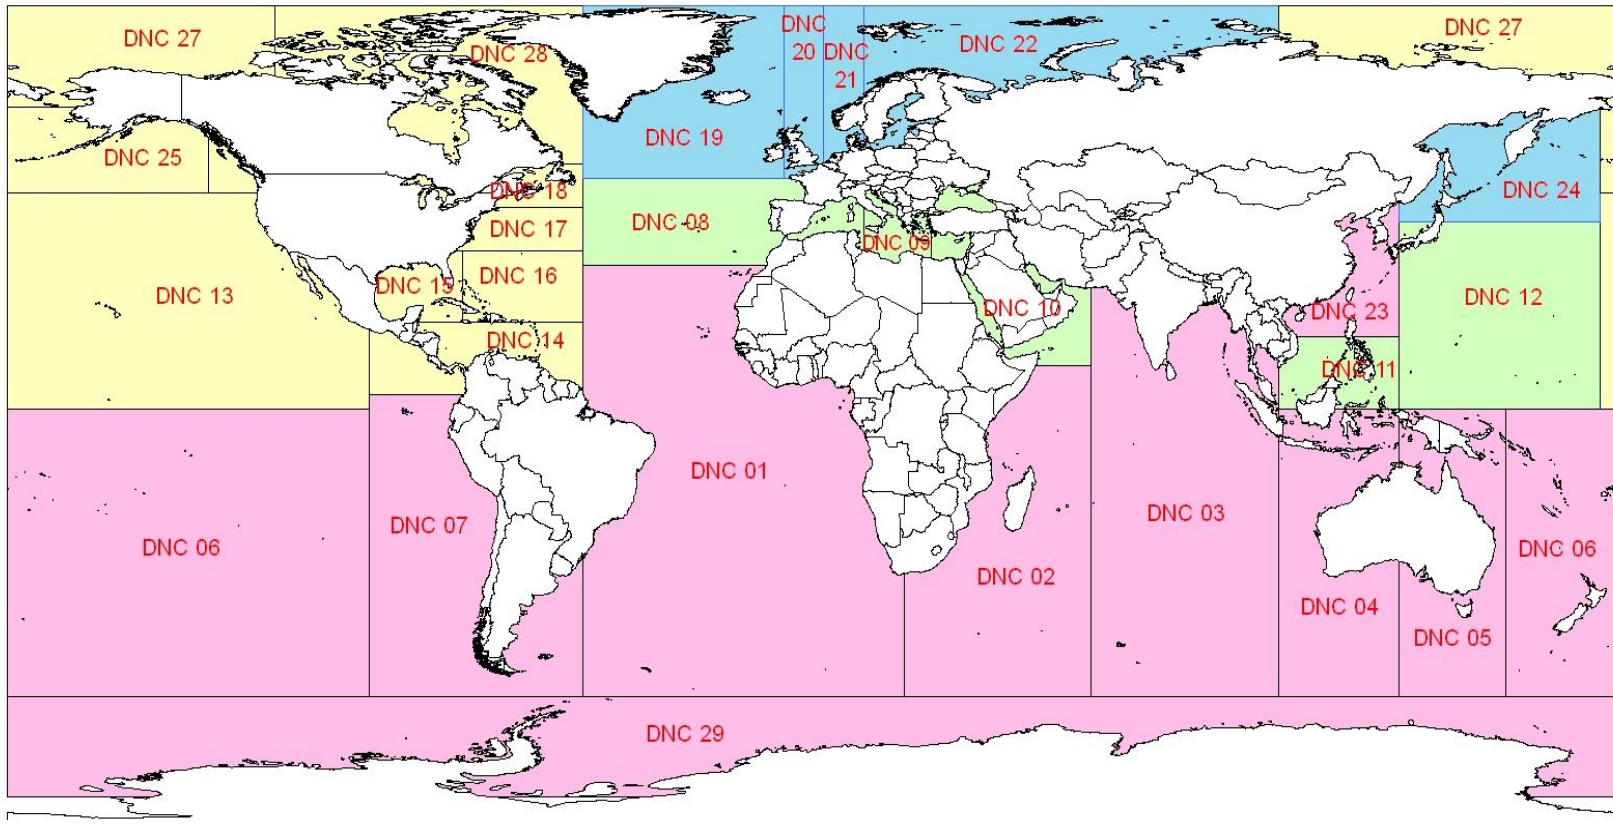 DNC 27
DNC 28
DNC
20
DNC
21
DNC 22
DNC 27
DNC 25
DNC 19
DNC 18
DNC 24
DNC 17
DNC 08
DNC 09
DNC 16
DNC 15
DNC 13
DNC 10
DNC 23
DNC 12
DNC 14
DNC 11
DNC 01
DNC 03
DNC 07
DNC 06
DNC 06
DNC 02
DNC 04
DNC 05
DNC 29